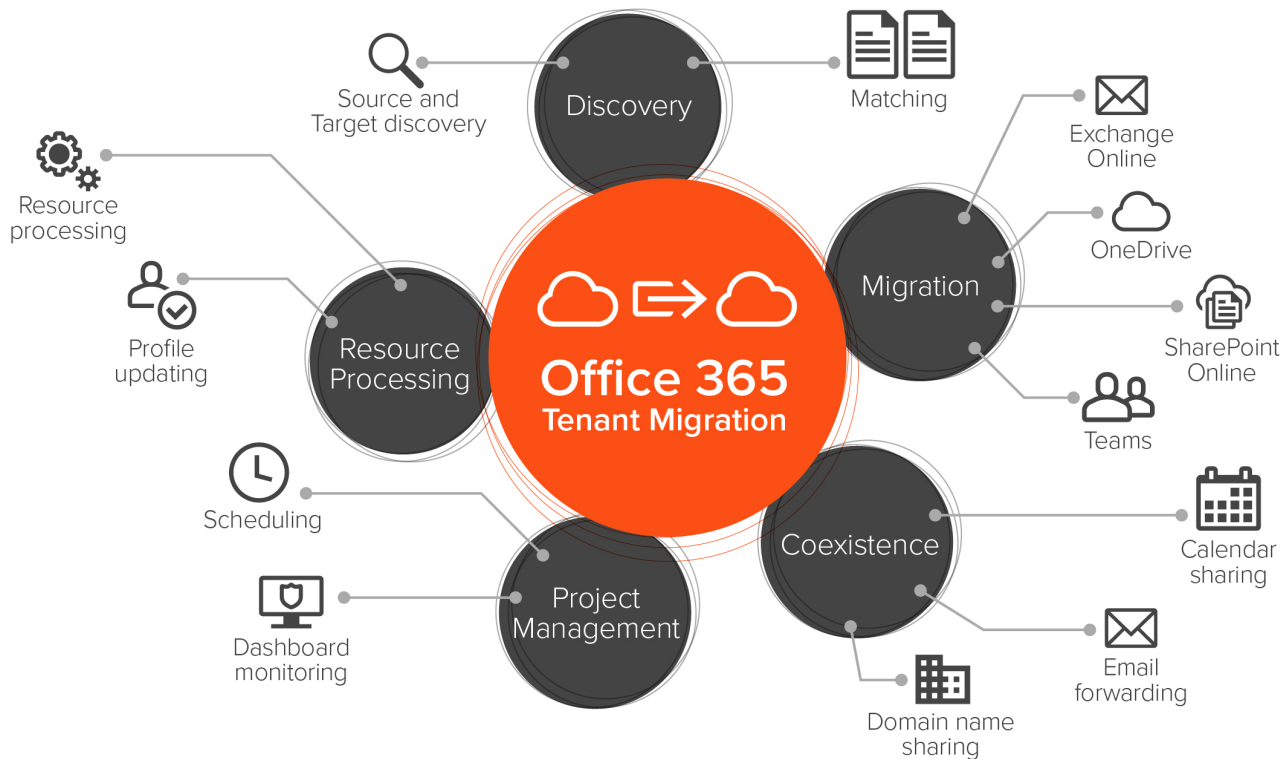 Discovery
Source and
Target discovery
Matching
Exchange
Online
OneDrive
Migration
SharePoint
Online
Teams
Resource
processing
Profile
updating
Resource
Processing
Office 365
Tenant Migration
Scheduling
Dashboard
monitoring
Project
Management
Coexistence
Calendar
sharing
Email
forwarding
Domain name
sharing